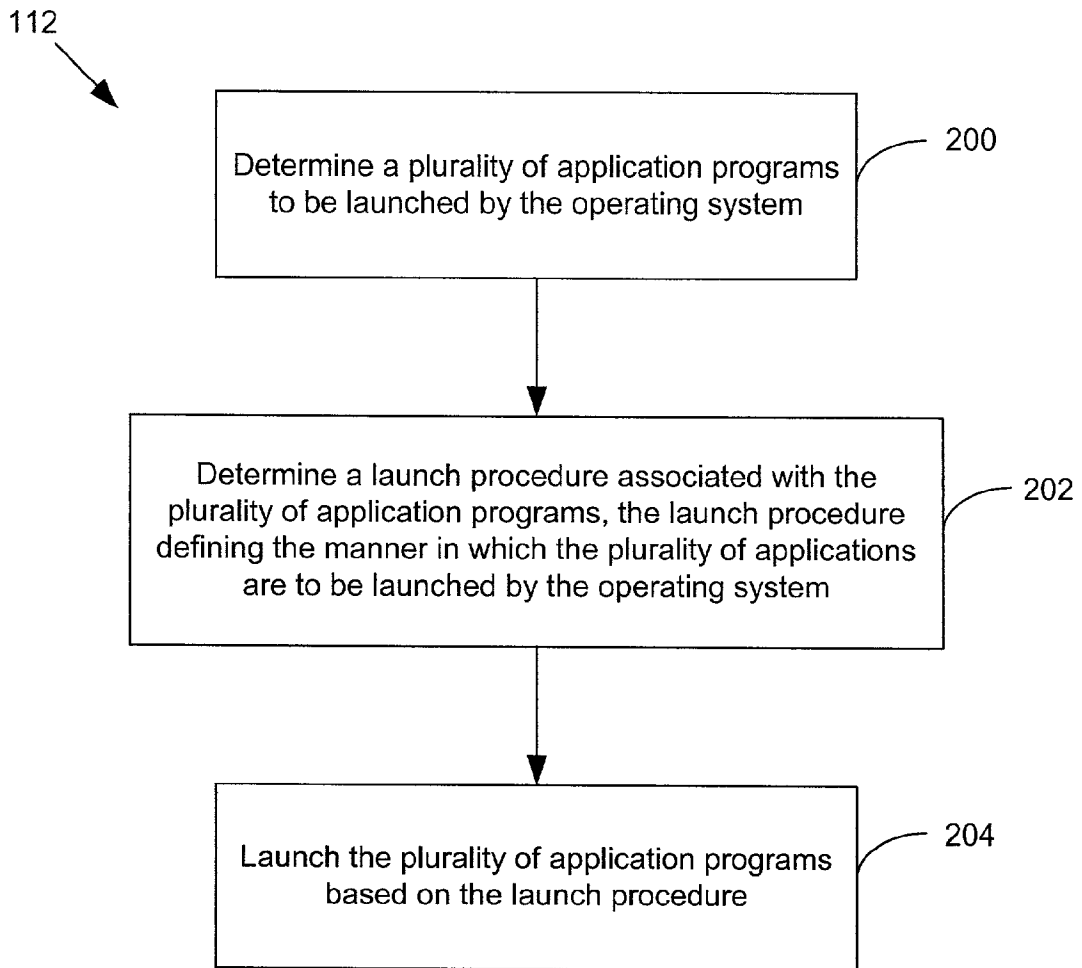 112
Determine a plurality of application programs
to be launched by the operating system
200
Determine a launch procedure associated with the
plurality of application programs, the launch procedure
defining the manner in which the plurality of applications
are to be launched by the operating system
202
Launch the plurality of application programs
based on the launch procedure
204